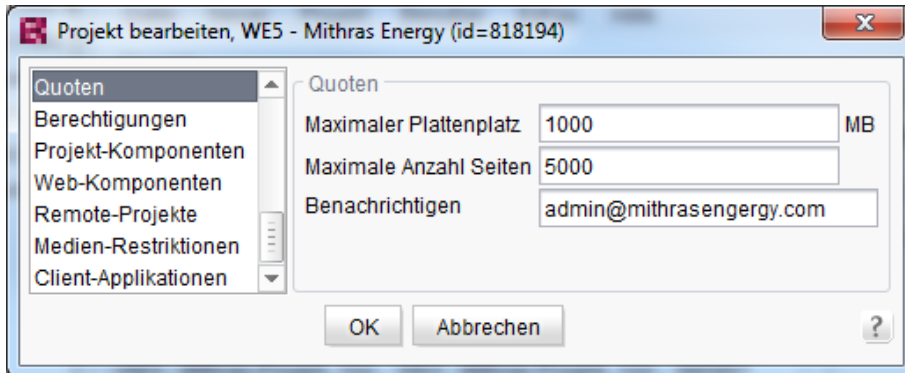 Projekt bearbeiten, WE5 - Mithras Energy (id=818194)
x
Quoten
Berechtigungen
Projekt-Komponenten
Web-Komponenten
Remote-Projekte
Medien-Restriktionen
Client-Applikationen
Quoten
Maximaler Plattenplatz 1000 MB
Maximale Anzahl Seiten 5000
Benachrichtigen admin@mithrasengergy.com
OK Abbrechen ?